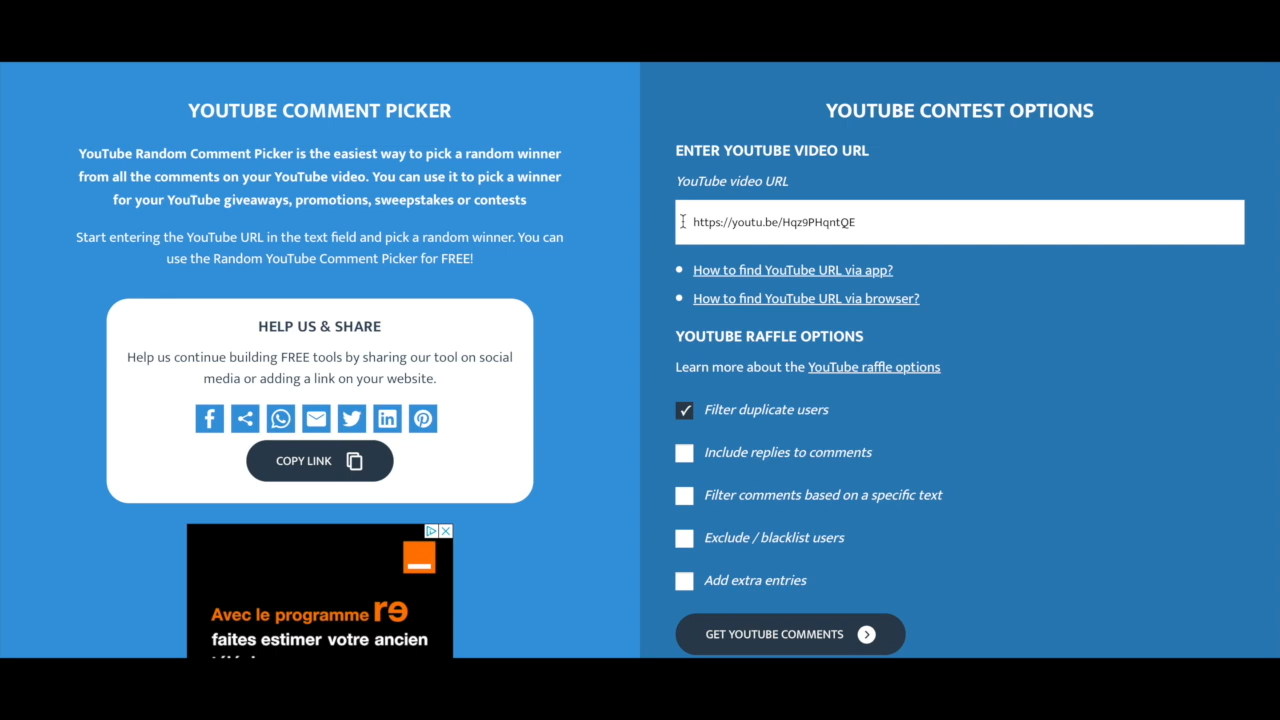 YOUTUBE COMMENT PICKER
YouTube Random Comment Picker is the easiest way to pick a random winner
from all the comments on your YouTube video. You can use it to pick a winner
for your YouTube giveaways, promotions, sweepstakes or contests
Start entering the YouTube URL in the text field and pick a random winner. You can
use the Random YouTube Comment Picker for FREE!
HELP US & SHARE
Help us continue building FREE tools by sharing our tool on social
media or adding a link on your website.
COPY LINK
Avec le programme re
faites estimer votre ancien
YOUTUBE CONTEST OPTIONS
ENTER YOUTUBE VIDEO URL
YouTube video URL
https://youtu.be/Hqz9PHqntQE
How to find YouTube URL via app?
How to find YouTube URL via browser?
YOUTUBE RAFFLE OPTIONS
Learn more about the YouTube raffle options
Filter duplicate users
Include replies to comments
Filter comments based on a specific text
Exclude / blacklist users
Add extra entries
GET YOUTUBE COMMENTS